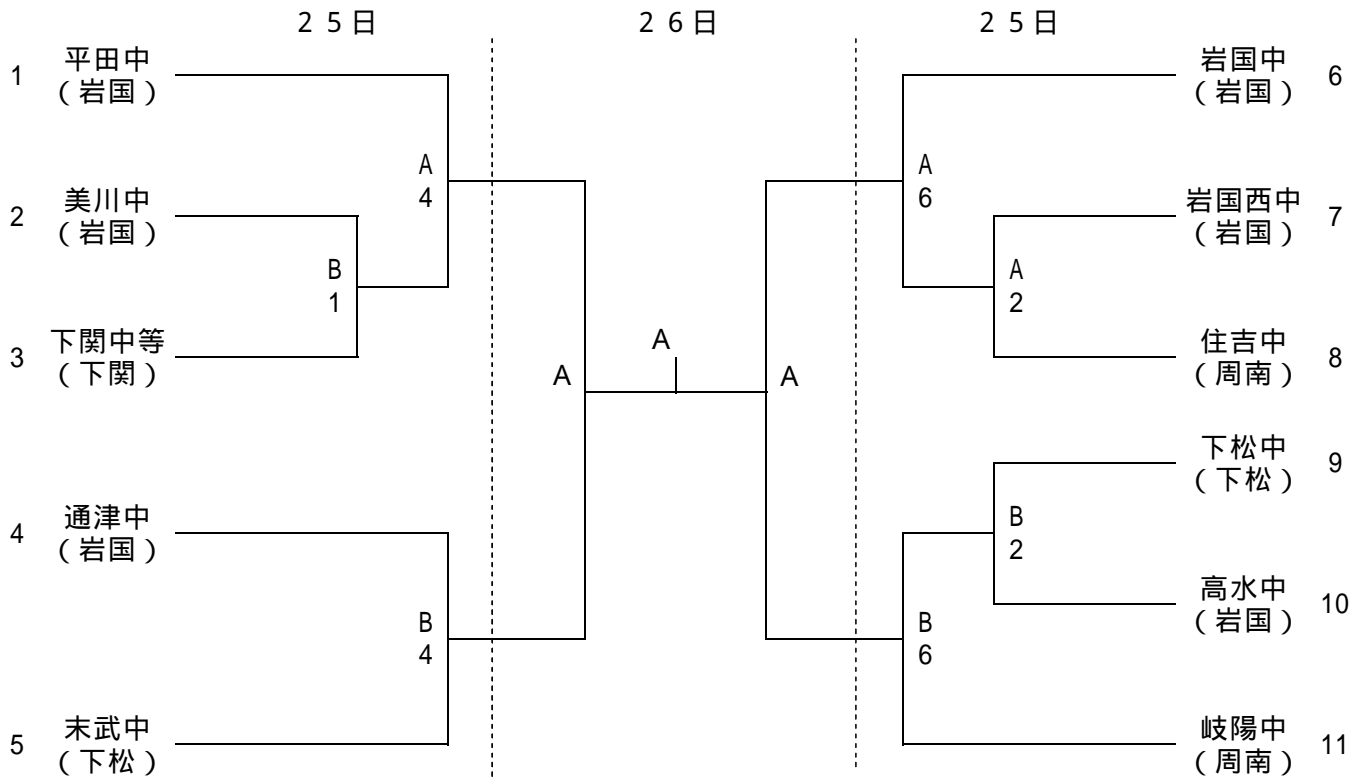 ２５日
２６日
２５日
1
平田中
（岩国）
2
美川中
（岩国）
3
下関中等
（下関）
4
通津中
（岩国）
5
末武中
（下松）
A
4
B
1
B
4
A
A
A
A
6
A
2
B
2
B
6
岩国中
（岩国）
6
岩国西中
（岩国）
7
住吉中
（周南）
8
下松中
（下松）
9
高水中
（岩国）
10
岐陽中
（周南）
11